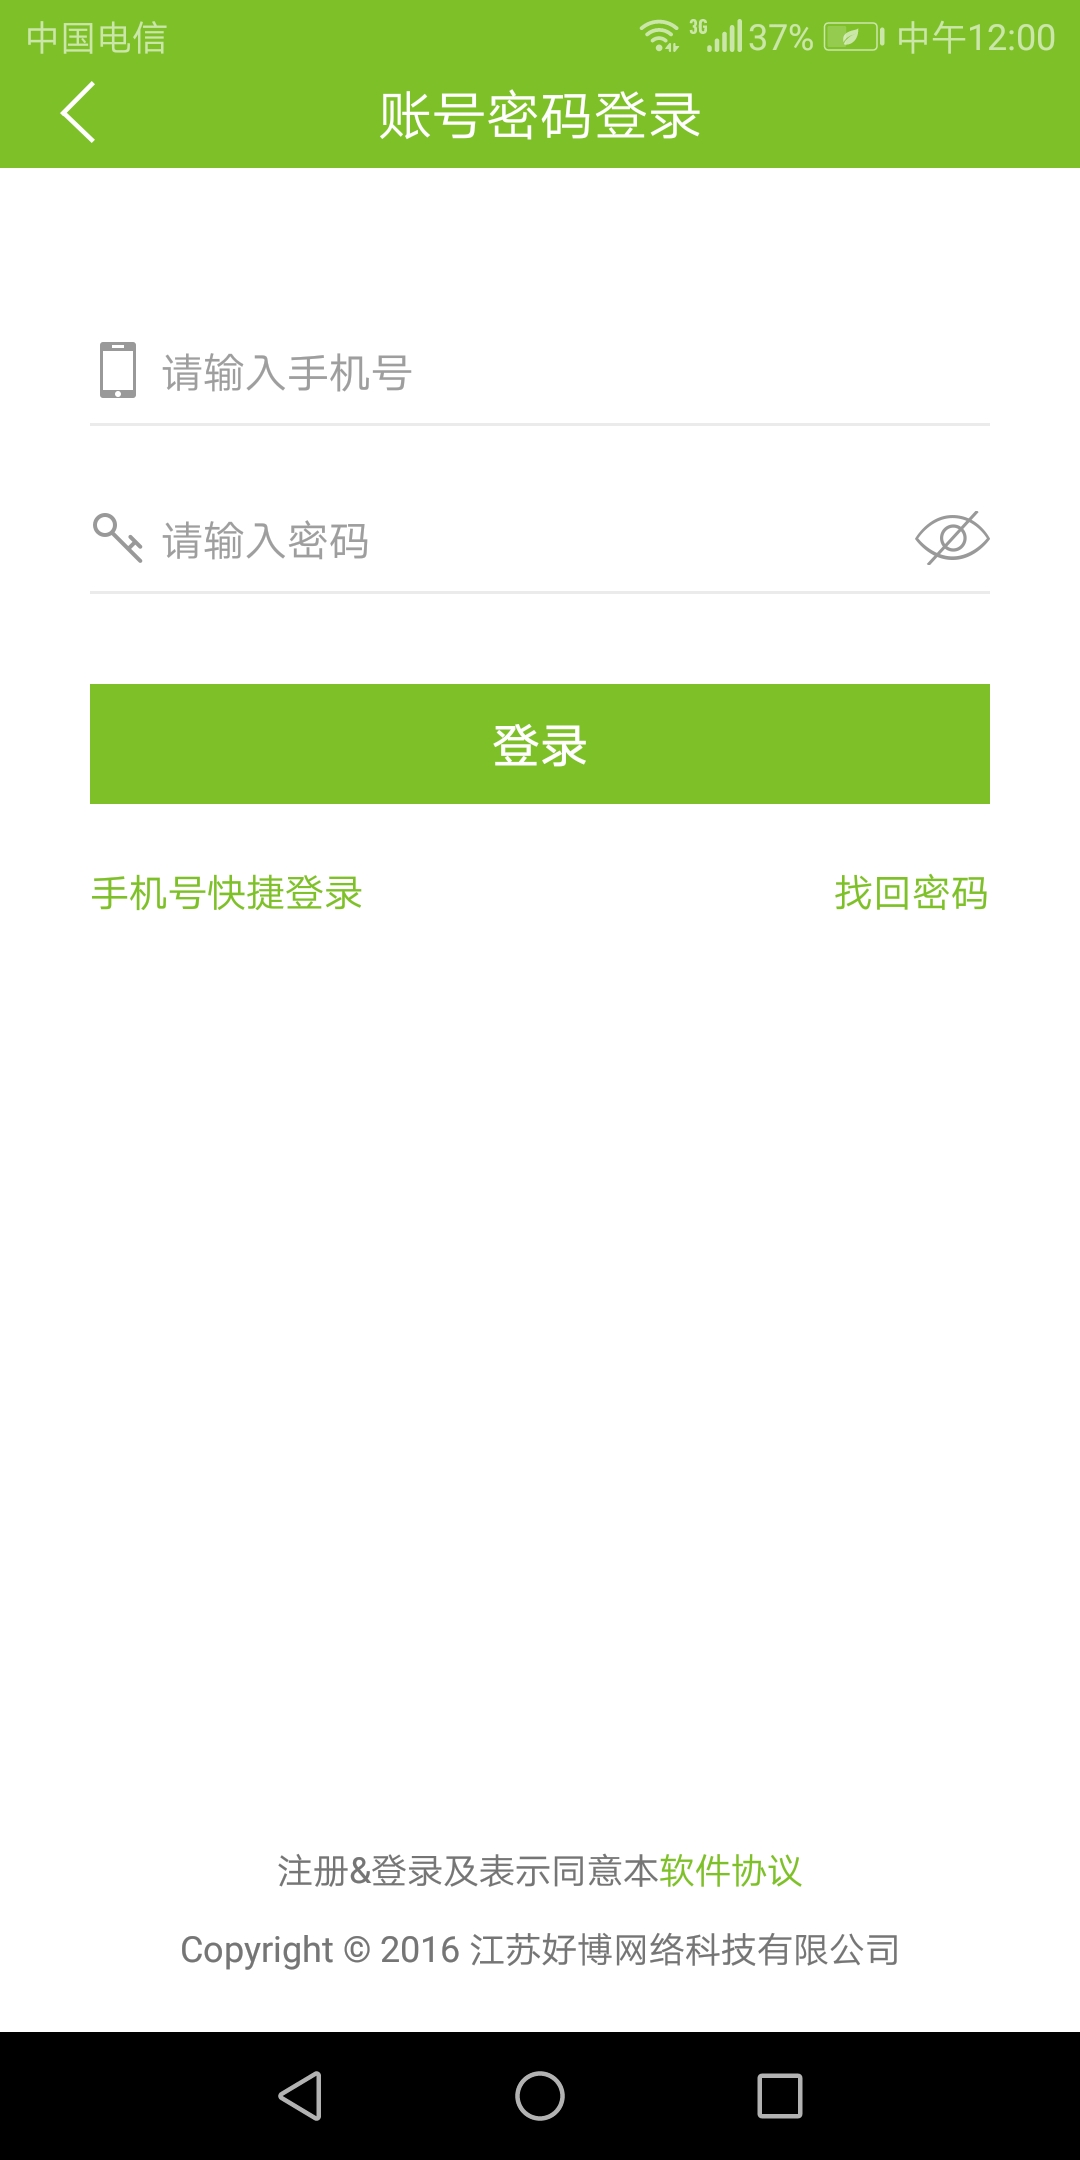 中国电信 3G 37% 中午12:00
账号密码登录
请输入手机号
请输入密码
登录
手机号快捷登录 找回密码
注册&登录及表示同意本软件协议
Copyright © 2016 江苏好博网络科技有限公司